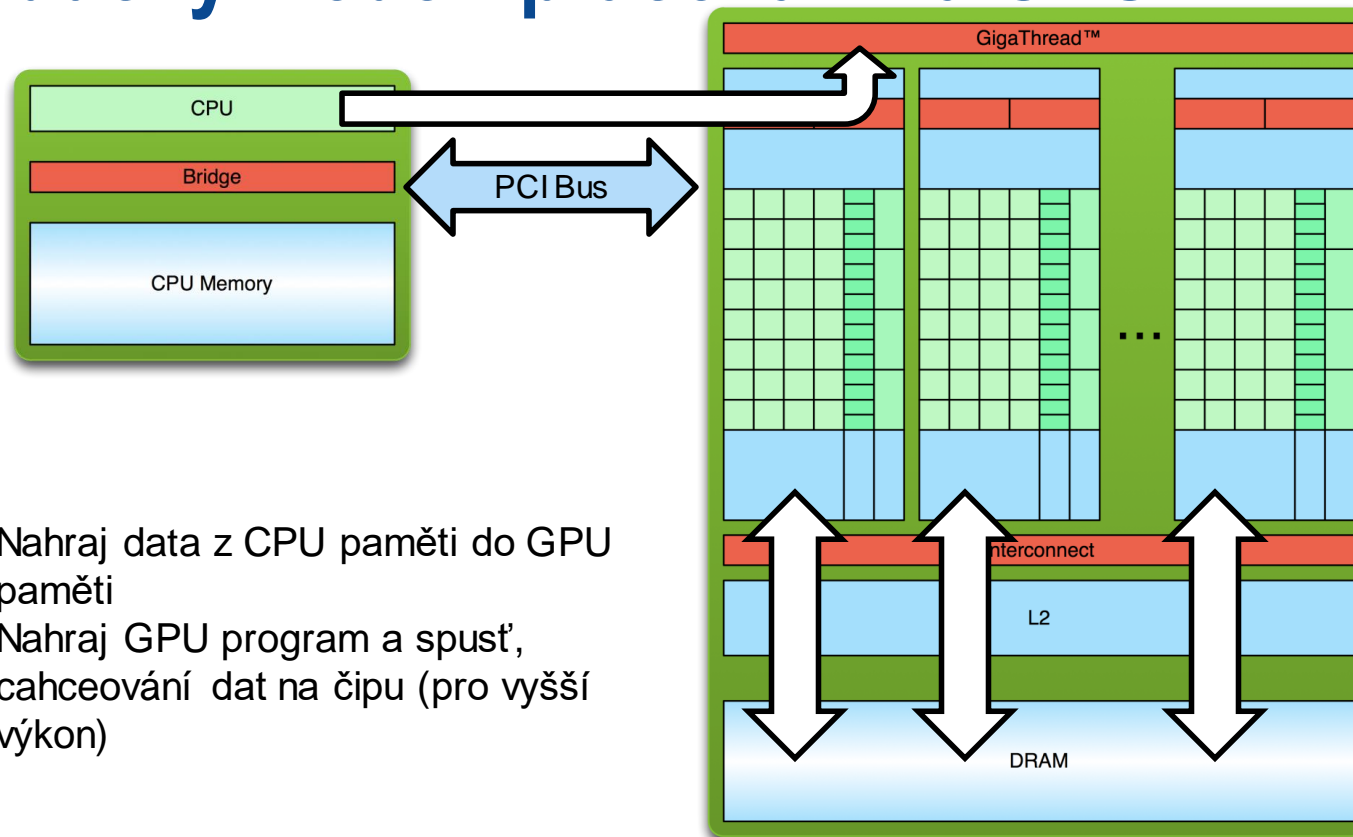 GigaThread™
CPU
Bridge
PCI Bus
CPU Memory
...
Nahraj data z CPU paměti do GPU
paměti
Nahraj GPU program a spusť,
cahceování dat na čipu (pro vyšší
výkon)
nterconnect
L2
DRAM